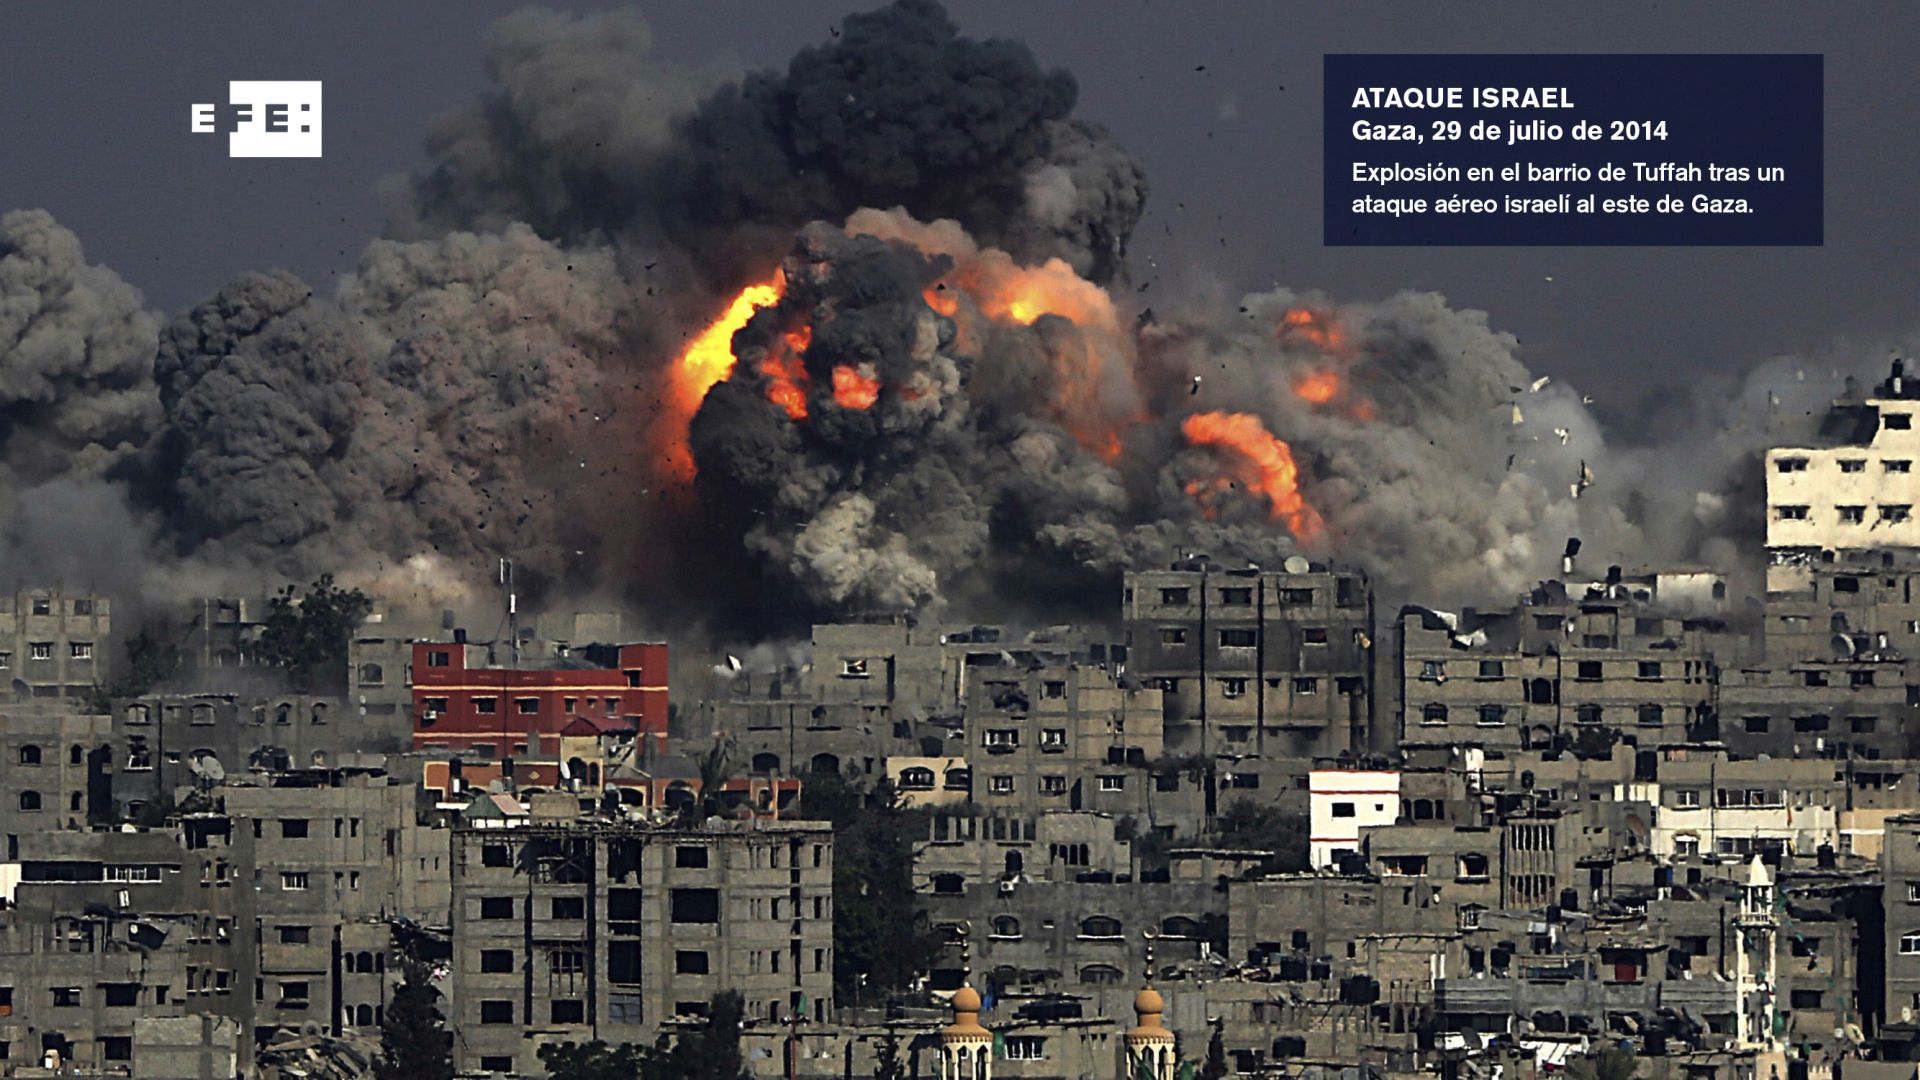 EFE:
ATAQUE ISRAEL
Gaza, 29 de julio de 2014
Explosión en el barrio de Tuffah tras un
ataque aéreo israelí al este de Gaza.